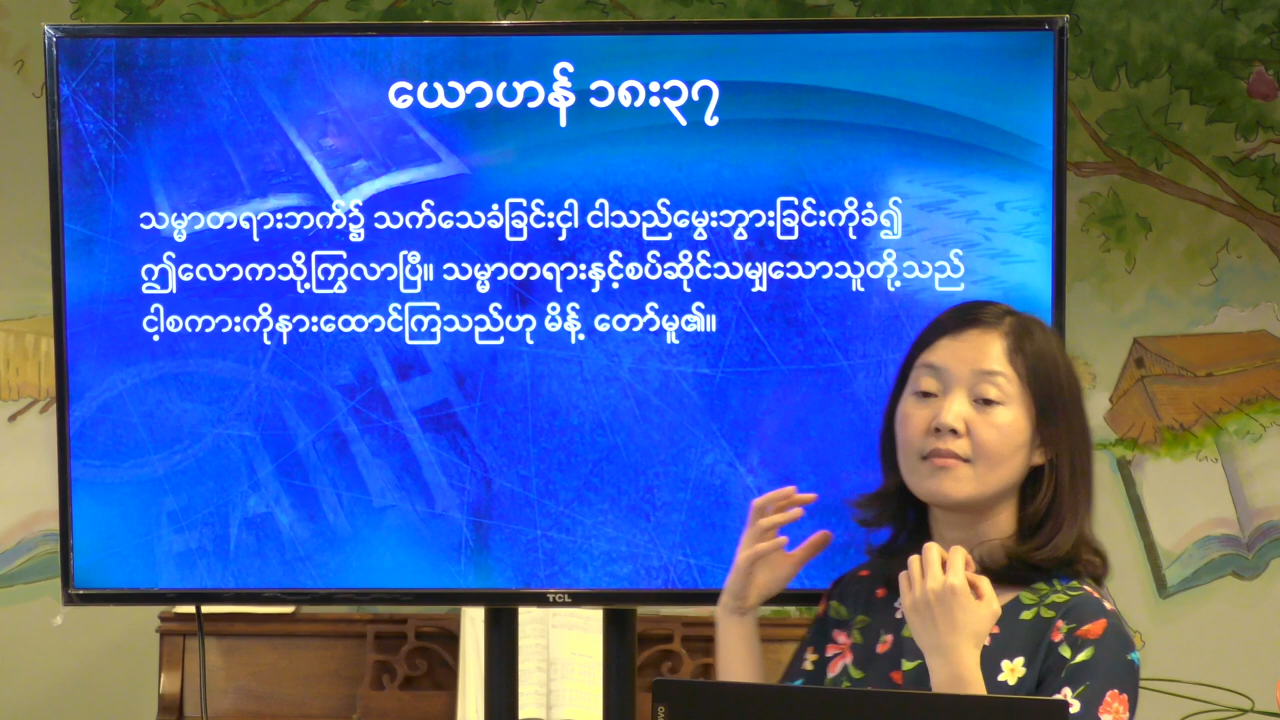 ယောဟန် ၁၈း၃၇
သမ္မာတရားဘက်၌ သက်သေခံခြင်းငှါ ငါသည်မွေးဘွားခြင်းကိုခံ၍
ဤလောကသို့ကြွလာပြီ။ သမ္မာတရားနှင့်စပ်ဆိုင်သမျှသောသူတို့သည်
ငါ့စကားကိုနားထောင်ကြသည်ဟု မိန့် တော်မူ၏။
TCL